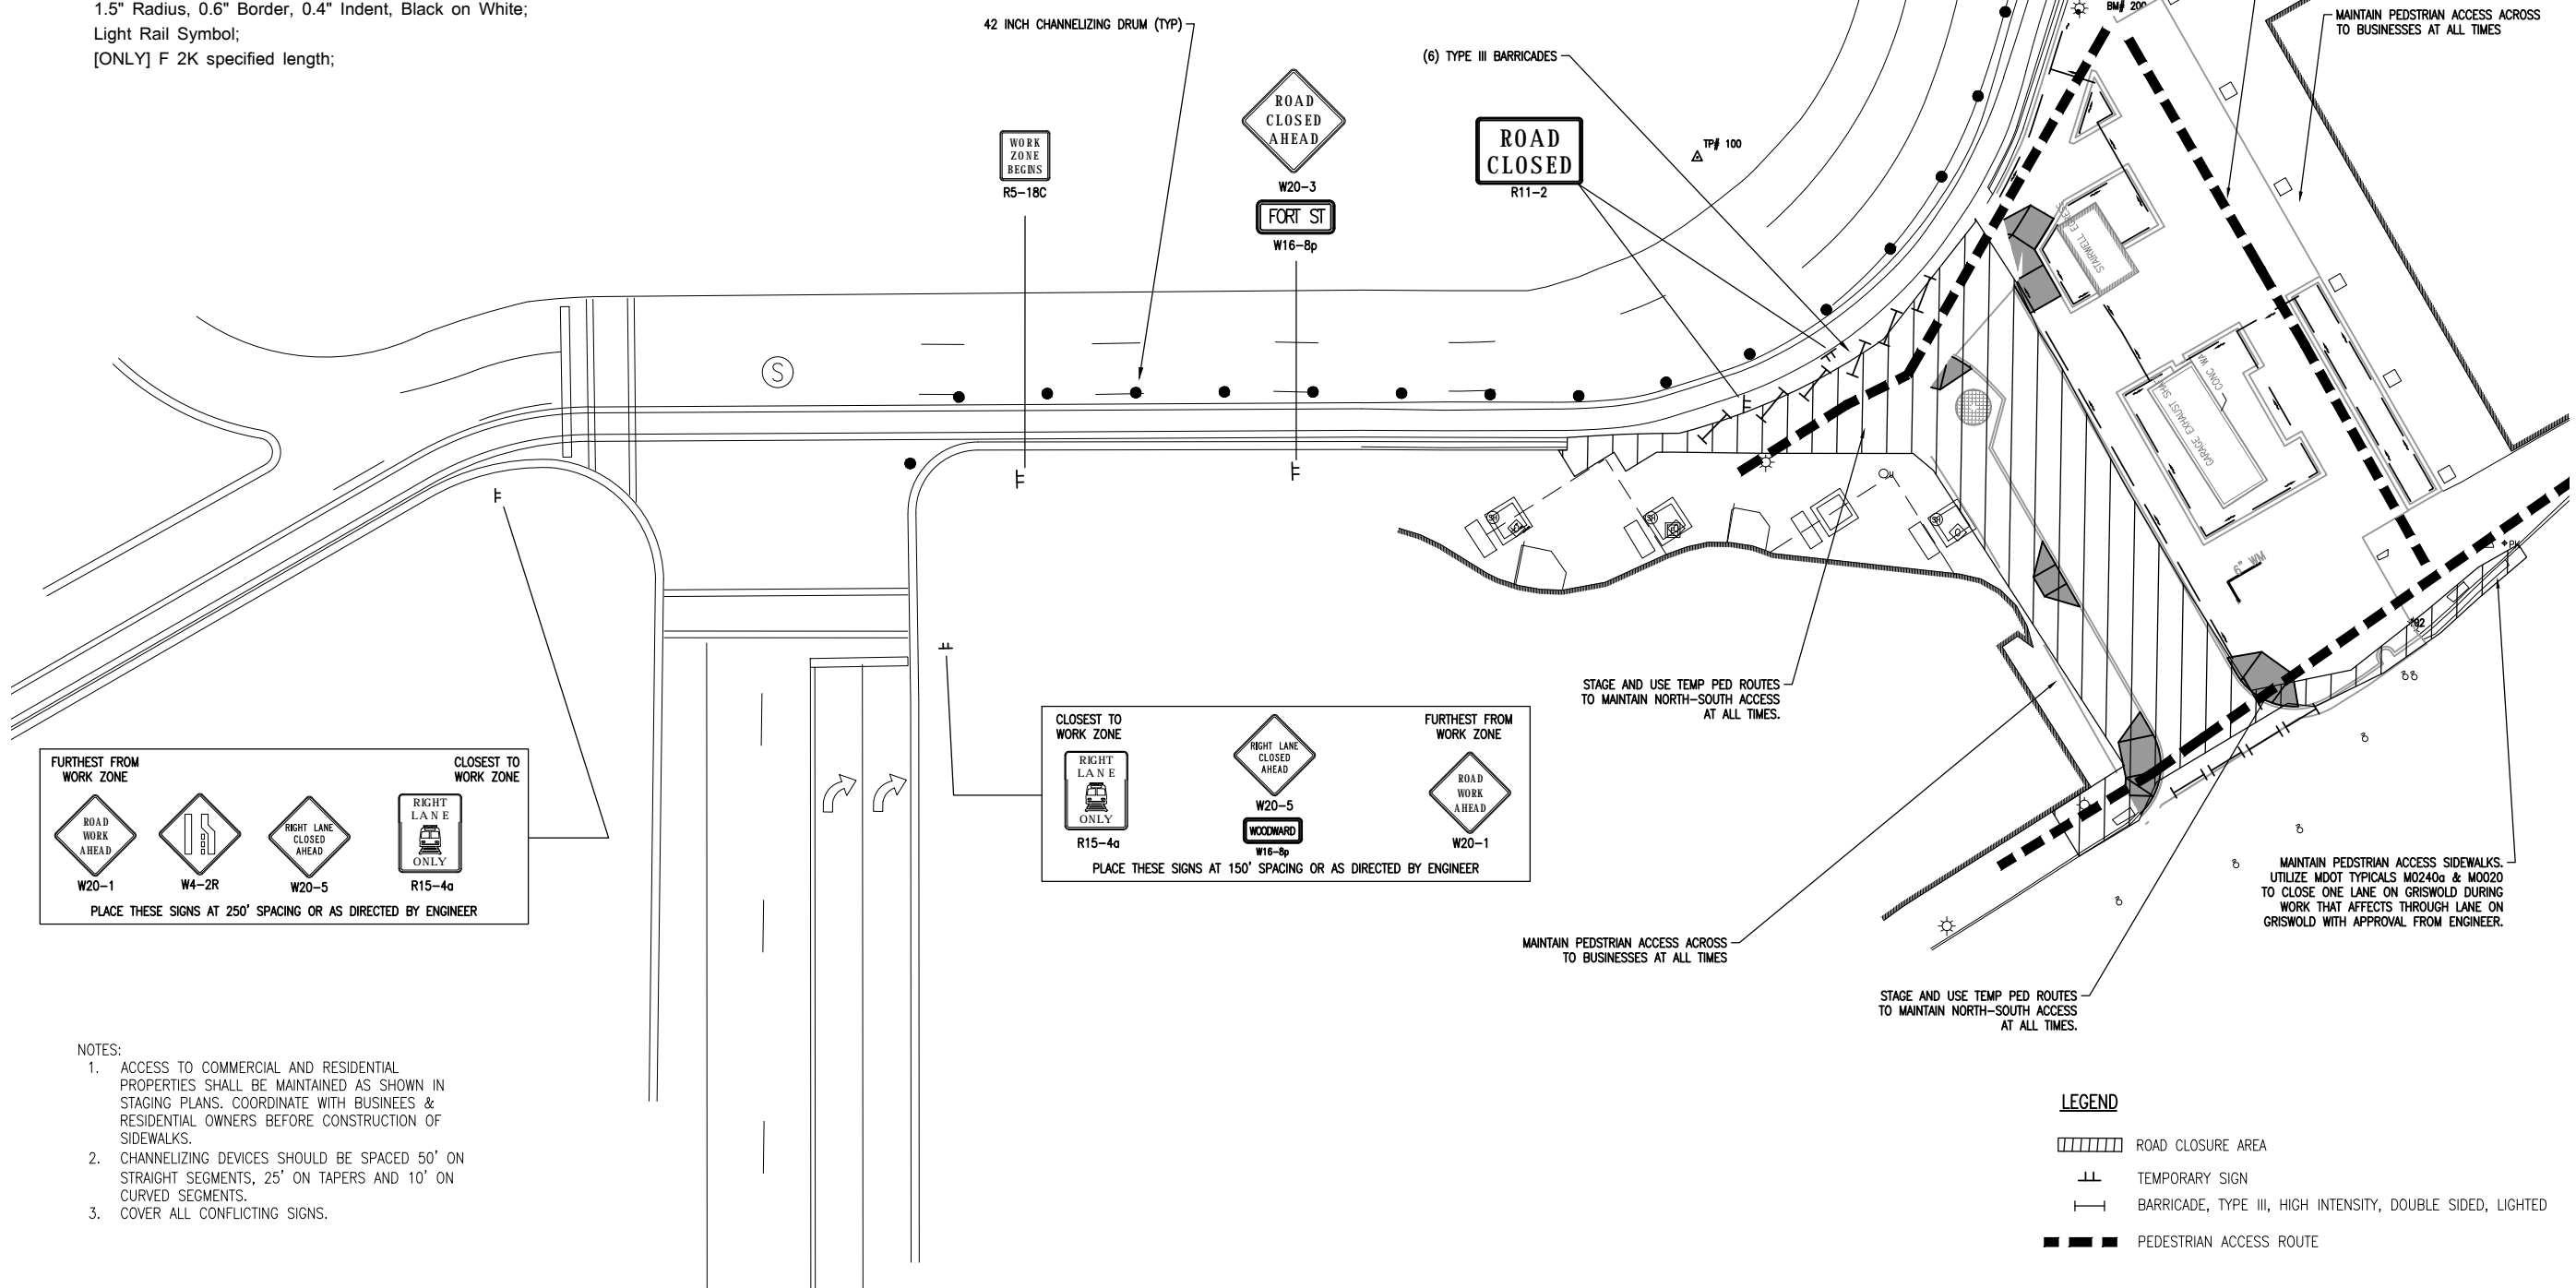 1.5" Radius, 0.6" Border, 0.4" Indent, Black on White;
Light Rail Symbol;
[ONLY] F 2K specified length;
42 INCH CHANNELIZING DRUM (TYP)
(6) TYPE III BARRICADES
BM# 200
MAINTAIN PEDSTRIAN ACCESS ACROSS
TO BUSINESSES AT ALL TIMES
WORK
ZONE
BEGINS
R5-18C
ROAD
CLOSED
AHEAD
W20-3
FORT ST
W16-8p
ROAD
CLOSED
R11-2
TP# 100
STAIRWELL EGRESS
GARAGE EXHAUST SHAF
CONC WA
6" WM
S
STAGE AND USE TEMP PED ROUTES
TO MAINTAIN NORTH-SOUTH ACCESS
AT ALL TIMES.
FURTHEST FROM
WORK ZONE
CLOSEST TO
WORK ZONE
ROAD
WORK
AHEAD
W20-1
W4-2R
RIGHT LANE
CLOSED
AHEAD
W20-5
RIGHT
LANE
ONLY
R15-4a
PLACE THESE SIGNS AT 250' SPACING OR AS DIRECTED BY ENGINEER
CLOSEST TO
WORK ZONE
FURTHEST FROM
WORK ZONE
RIGHT
LANE
ONLY
R15-4a
RIGHT LANE
CLOSED
AHEAD
W20-5
WOODWARD
W16-8p
ROAD
WORK
AHEAD
W20-1
PLACE THESE SIGNS AT 150' SPACING OR AS DIRECTED BY ENGINEER
MAINTAIN PEDSTRIAN ACCESS SIDEWALKS.
UTILIZE MDOT TYPICALS M0240a & M0020
TO CLOSE ONE LANE ON GRISWOLD DURING
WORK THAT AFFECTS THROUGH LANE ON
GRISWOLD WITH APPROVAL FROM ENGINEER.
MAINTAIN PEDSTRIAN ACCESS ACROSS
TO BUSINESSES AT ALL TIMES
STAGE AND USE TEMP PED ROUTES
TO MAINTAIN NORTH-SOUTH ACCESS
AT ALL TIMES.
NOTES:
1. ACCESS TO COMMERCIAL AND RESIDENTIAL
PROPERTIES SHALL BE MAINTAINED AS SHOWN IN
STAGING PLANS. COORDINATE WITH BUSINEES &
RESIDENTIAL OWNERS BEFORE CONSTRUCTION OF
SIDEWALKS.
2. CHANNELIZING DEVICES SHOULD BE SPACED 50' ON
STRAIGHT SEGMENTS, 25' ON TAPERS AND 10' ON
CURVED SEGMENTS.
3. COVER ALL CONFLICTING SIGNS.
LEGEND
ROAD CLOSURE AREA
TEMPORARY SIGN
BARRICADE, TYPE III, HIGH INTENSITY, DOUBLE SIDED, LIGHTED
PEDESTRIAN ACCESS ROUTE